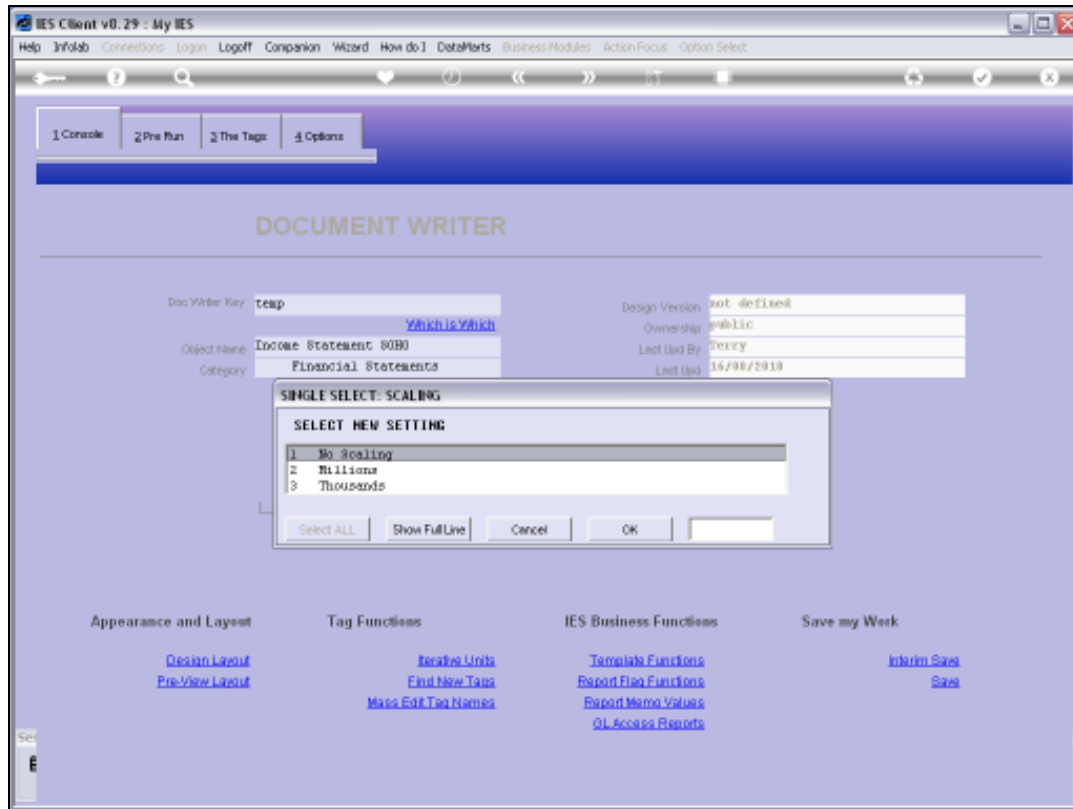 IES Client v8.29 : My IES
Help Infolab Connections Logon Logoff Companion Wizard How do I DataMarts Business Modules Action Focus Option Select
1 Console 2 Pre Run 3 The Tags 4 Options
DOCUMENT WRITER
Doc Writer Key temp Design Version not defined
Which is Which Ownership public
Object Name Income Statement SOHO Last Upd By Terry
Category Financial Statements Last Upd 16/08/2010
SINGLE SELECT: SCALING
SELECT NEW SETTING
1 No Scaling
2 Millions
3 Thousands
Select ALL Show Full Line Cancel OK
Appearance and Layout Tag Functions IES Business Functions Save my Work
Design Layout Iterative Units Template Functions Interim Save
Pre-View Layout Find New Tags Report Flag Functions Save
Mass Edit Tag Names Report Memo Values
GL Access Reports